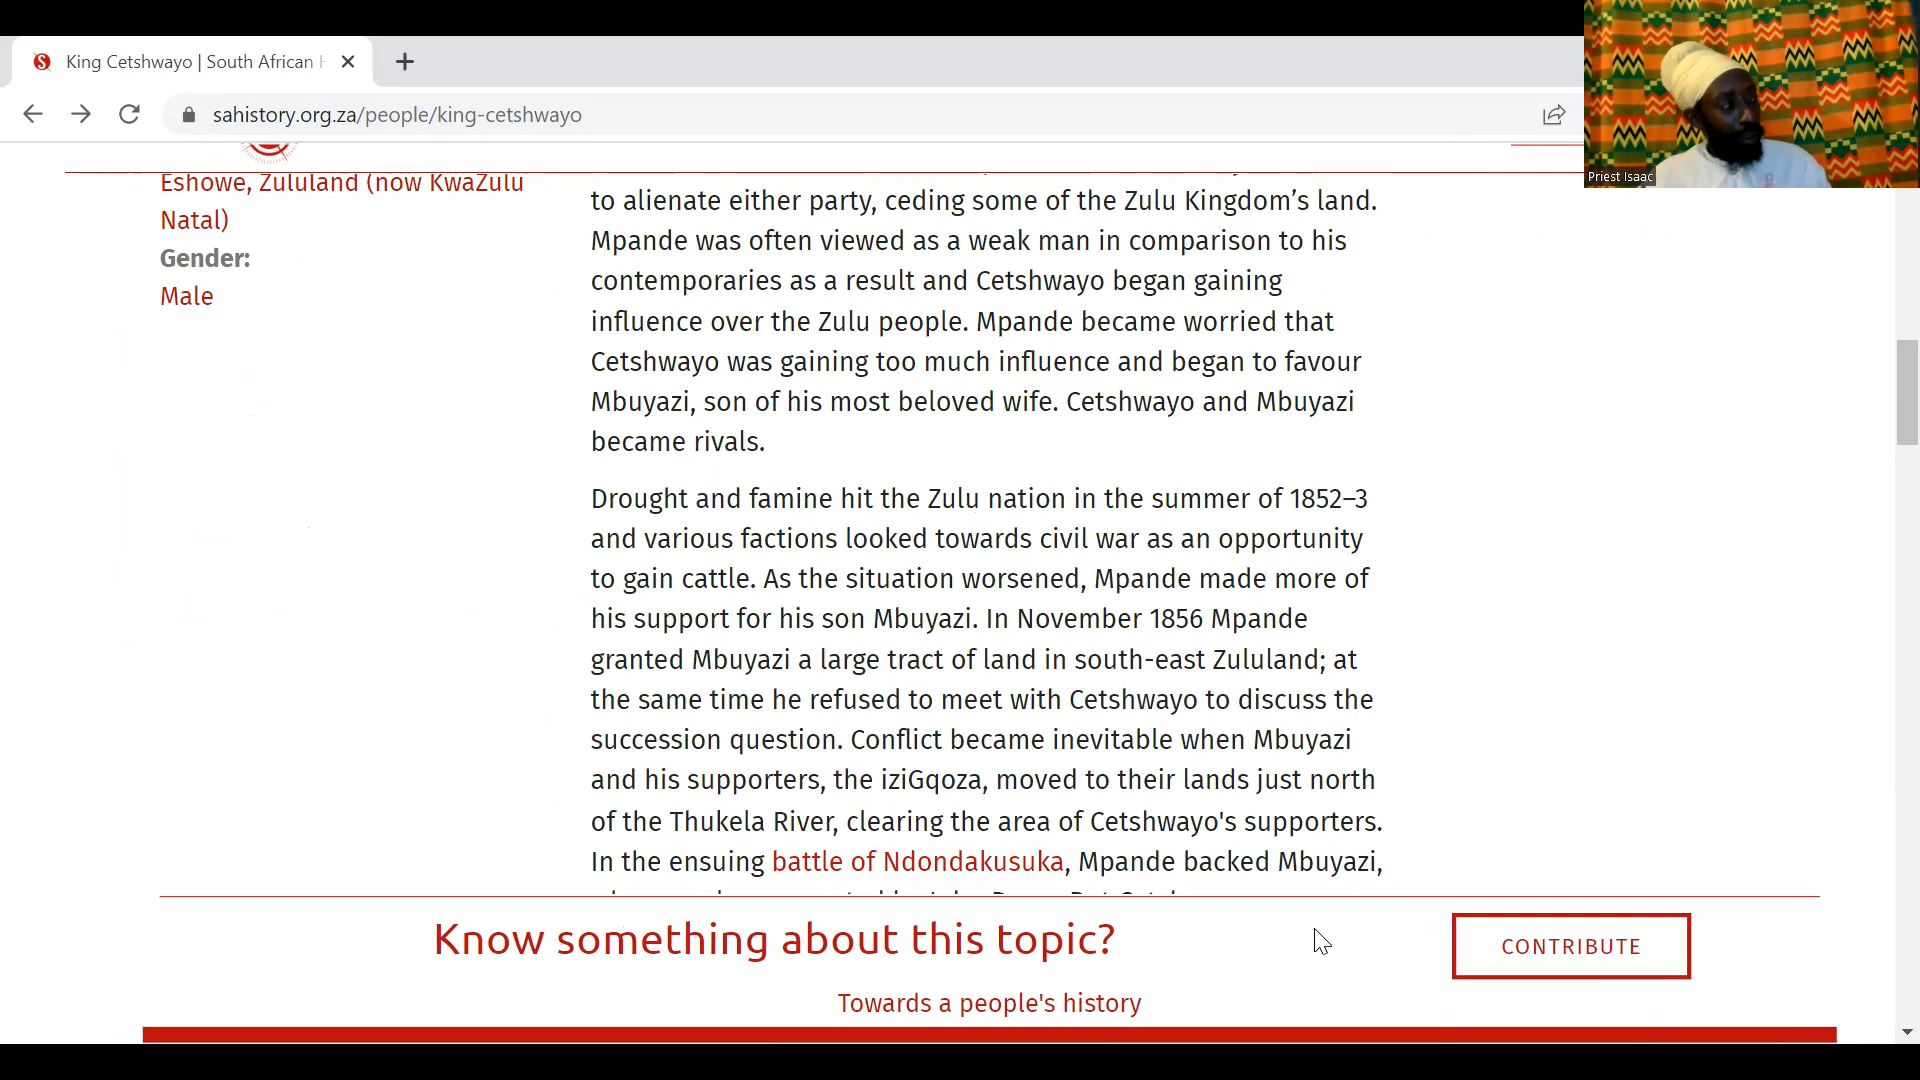 King Cetshwayo | South African
sahistory.org.za/people/king-cetshwayo
Priest Isaac
Eshowe, Zululand (now KwaZulu
Natal)
Gender:
Male
to alienate either party, ceding some of the Zulu Kingdom’s land.
Mpande was often viewed as a weak man in comparison to his
contemporaries as a result and Cetshwayo began gaining
influence over the Zulu people. Mpande became worried that
Cetshwayo was gaining too much influence and began to favour
Mbuyazi, son of his most beloved wife. Cetshwayo and Mbuyazi
became rivals.
Drought and famine hit the Zulu nation in the summer of 1852–3
and various factions looked towards civil war as an opportunity
to gain cattle. As the situation worsened, Mpande made more of
his support for his son Mbuyazi. In November 1856 Mpande
granted Mbuyazi a large tract of land in south-east Zululand; at
the same time he refused to meet with Cetshwayo to discuss the
succession question. Conflict became inevitable when Mbuyazi
and his supporters, the iziGqoza, moved to their lands just north
of the Thukela River, clearing the area of Cetshwayo's supporters.
In the ensuing battle of Ndondakusuka, Mpande backed Mbuyazi,
Know something about this topic?
CONTRIBUTE
Towards a people's history